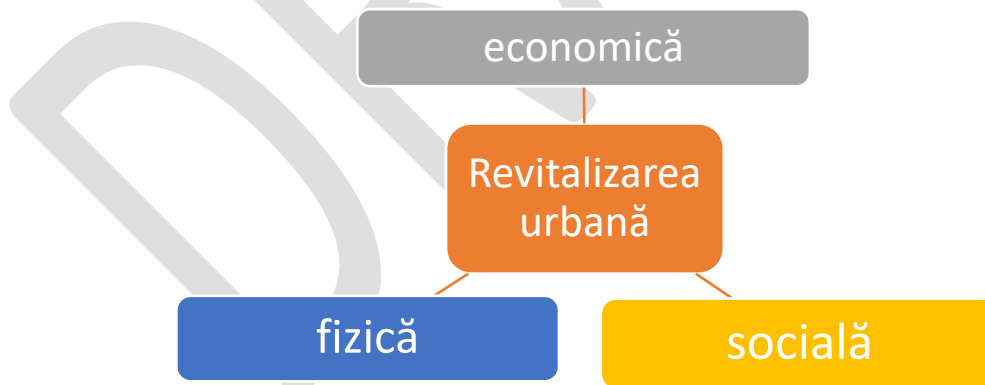 economică
Revitalizarea
urbană
fizică
socială